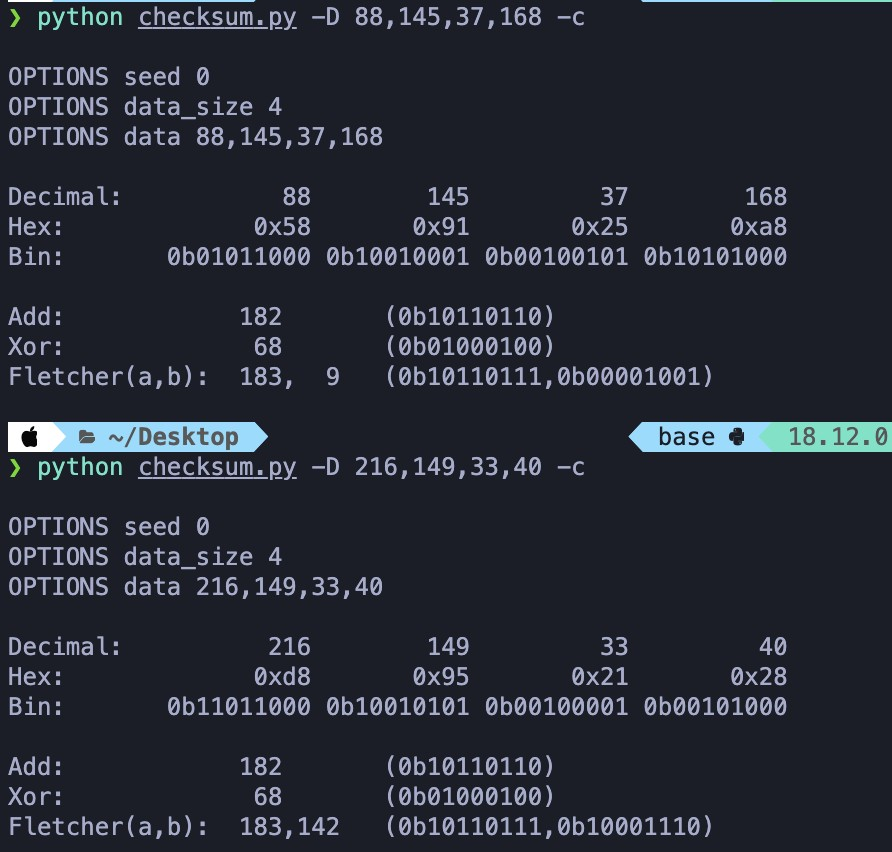 ❯ python checksum.py -D 88,145,37,168 -c
OPTIONS seed 0
OPTIONS data_size 4
OPTIONS data 88,145,37,168
Decimal:           88        145         37        168
Hex:             0x58       0x91       0x25       0xa8
Bin:       0b01011000 0b10010001 0b00100101 0b10101000
Add:            182       (0b10110110)
Xor:             68       (0b01000100)
Fletcher(a,b):  183,  9   (0b10110111,0b00001001)
~/Desktop base 18.12.0
❯ python checksum.py -D 216,149,33,40 -c
OPTIONS seed 0
OPTIONS data_size 4
OPTIONS data 216,149,33,40
Decimal:          216        149         33         40
Hex:             0xd8       0x95       0x21       0x28
Bin:       0b11011000 0b10010101 0b00100001 0b00101000
Add:            182       (0b10110110)
Xor:             68       (0b01000100)
Fletcher(a,b):  183,142   (0b10110111,0b10001110)